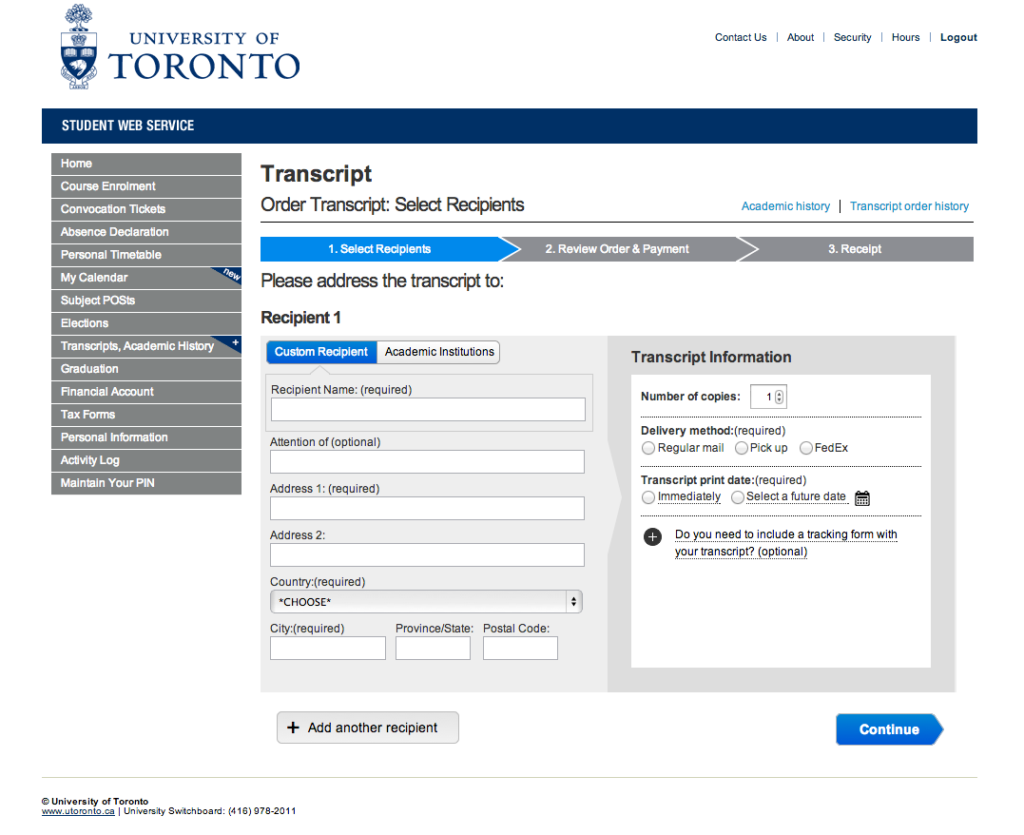 UNIVERSITY OF
TORONTO
Contact Us | About | Security | Hours | Logout
STUDENT WEB SERVICE
Home
Course Enrolment
Convocation Tickets
Absence Declaration
Personal Timetable
My Calendar new
Subject POSts
Elections
Transcripts, Academic History +
Graduation
Financial Account
Tax Forms
Personal Information
Activity Log
Maintain Your PIN
Transcript
Order Transcript: Select Recipients
Academic history | Transcript order history
1. Select Recipients 2. Review Order & Payment 3. Receipt
Please address the transcript to:
Recipient 1
Custom Recipient Academic Institutions
Recipient Name: (required)
Attention of (optional)
Address 1: (required)
Address 2:
Country:(required)
*CHOOSE*
City:(required) Province/State: Postal Code:
Transcript Information
Number of copies: 1
Delivery method:(required)
Regular mail Pick up FedEx
Transcript print date:(required)
Immediately Select a future date
+ Do you need to include a tracking form with
your transcript? (optional)
+ Add another recipient
Continue
© University of Toronto
www.utoronto.ca | University Switchboard: (416) 978-2011